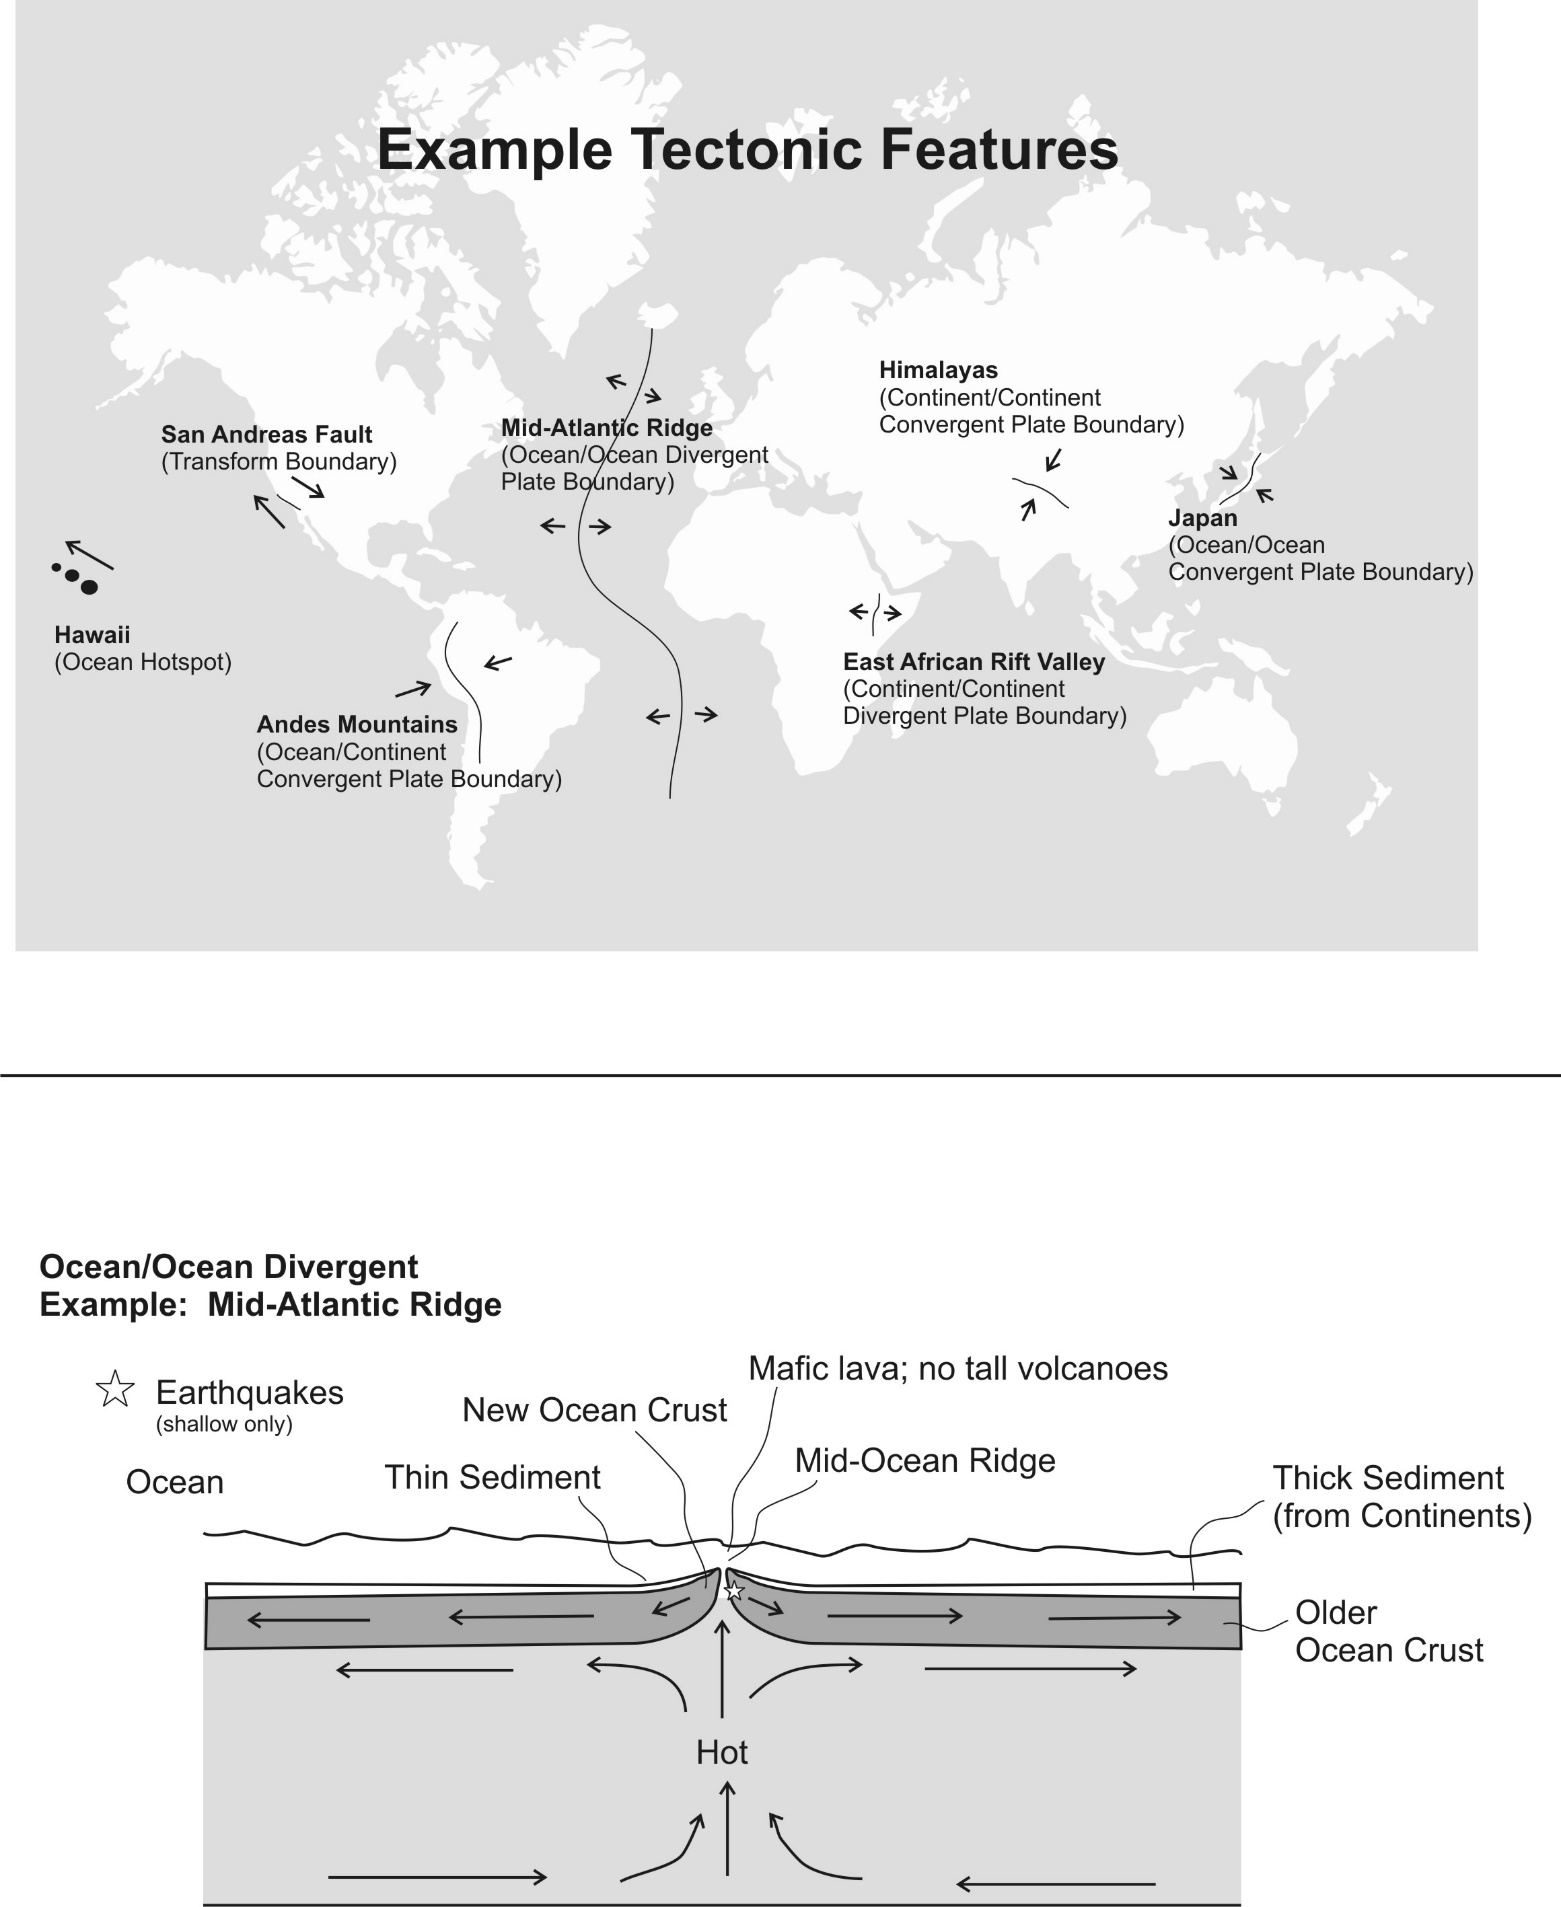 Example Tectonic Features
Himalayas
(Continent/Continent
Convergent Plate Boundary)
San Andreas Fault
(Transform Boundary)
Mid-Atlantic Ridge
(Ocean/Ocean Divergent
Plate Boundary)
Japan
(Ocean/Ocean
Convergent Plate Boundary)
Hawaii
(Ocean Hotspot)
East African Rift Valley
(Continent/Continent
Divergent Plate Boundary)
Andes Mountains
(Ocean/Continent
Convergent Plate Boundary)
Ocean/Ocean Divergent
Example: Mid-Atlantic Ridge
Mafic lava; no tall volcanoes
Earthquakes
(shallow only)
New Ocean Crust
Mid-Ocean Ridge
Ocean
Thin Sediment
Thick Sediment
(from Continents)
Older
Ocean Crust
Hot